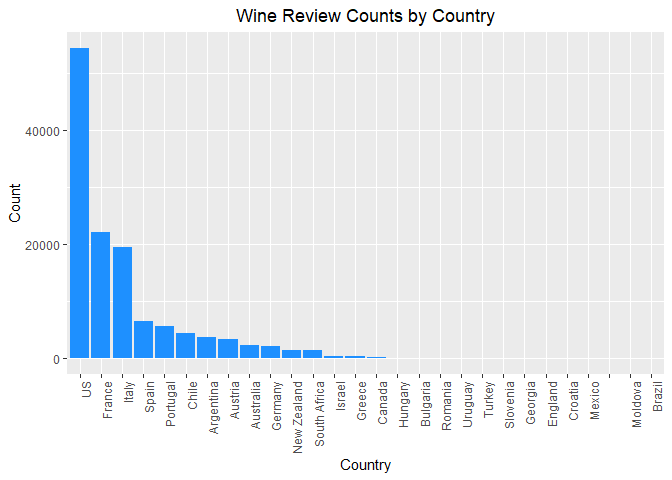 Wine Review Counts by Country
Count
40000
20000
0
US
France
Italy
Spain
Portugal
Chile
Argentina
Austria
Australia
Germany
New Zealand
South Africa
Israel
Greece
Canada
Hungary
Bulgaria
Romania
Uruguay
Turkey
Slovenia
Georgia
England
Croatia
Mexico
Moldova
Brazil
Country